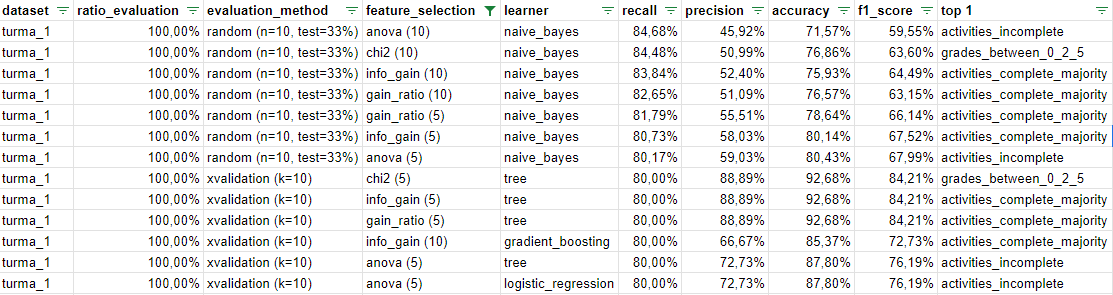 dataset ratio_evaluation evaluation_method feature_selection learner recall precision accuracy f1_score top 1
turma_1 100,00% random (n=10, test=33%) anova (10) naive_bayes 84,68% 45,92% 71,57% 59,55% activities_incomplete
turma_1 100,00% random (n=10, test=33%) chi2 (10) naive_bayes 84,48% 50,99% 76,86% 63,60% grades_between_0_2_5
turma_1 100,00% random (n=10, test=33%) info_gain (10) naive_bayes 83,84% 52,40% 75,93% 64,49% activities_complete_majority
turma_1 100,00% random (n=10, test=33%) gain_ratio (10) naive_bayes 82,65% 51,09% 76,57% 63,15% activities_complete_majority
turma_1 100,00% random (n=10, test=33%) gain_ratio (5) naive_bayes 81,79% 55,51% 78,64% 66,14% activities_complete_majority
turma_1 100,00% random (n=10, test=33%) info_gain (5) naive_bayes 80,73% 58,03% 80,14% 67,52% activities_complete_majority
turma_1 100,00% random (n=10, test=33%) anova (5) naive_bayes 80,17% 59,03% 80,43% 67,99% activities_incomplete
turma_1 100,00% xvalidation (k=10) chi2 (5) tree 80,00% 88,89% 92,68% 84,21% grades_between_0_2_5
turma_1 100,00% xvalidation (k=10) info_gain (5) tree 80,00% 88,89% 92,68% 84,21% activities_complete_majority
turma_1 100,00% xvalidation (k=10) gain_ratio (5) tree 80,00% 88,89% 92,68% 84,21% activities_complete_majority
turma_1 100,00% xvalidation (k=10) info_gain (10) gradient_boosting 80,00% 66,67% 85,37% 72,73% activities_complete_majority
turma_1 100,00% xvalidation (k=10) anova (5) tree 80,00% 72,73% 87,80% 76,19% activities_incomplete
turma_1 100,00% xvalidation (k=10) anova (5) logistic_regression 80,00% 72,73% 87,80% 76,19% activities_incomplete